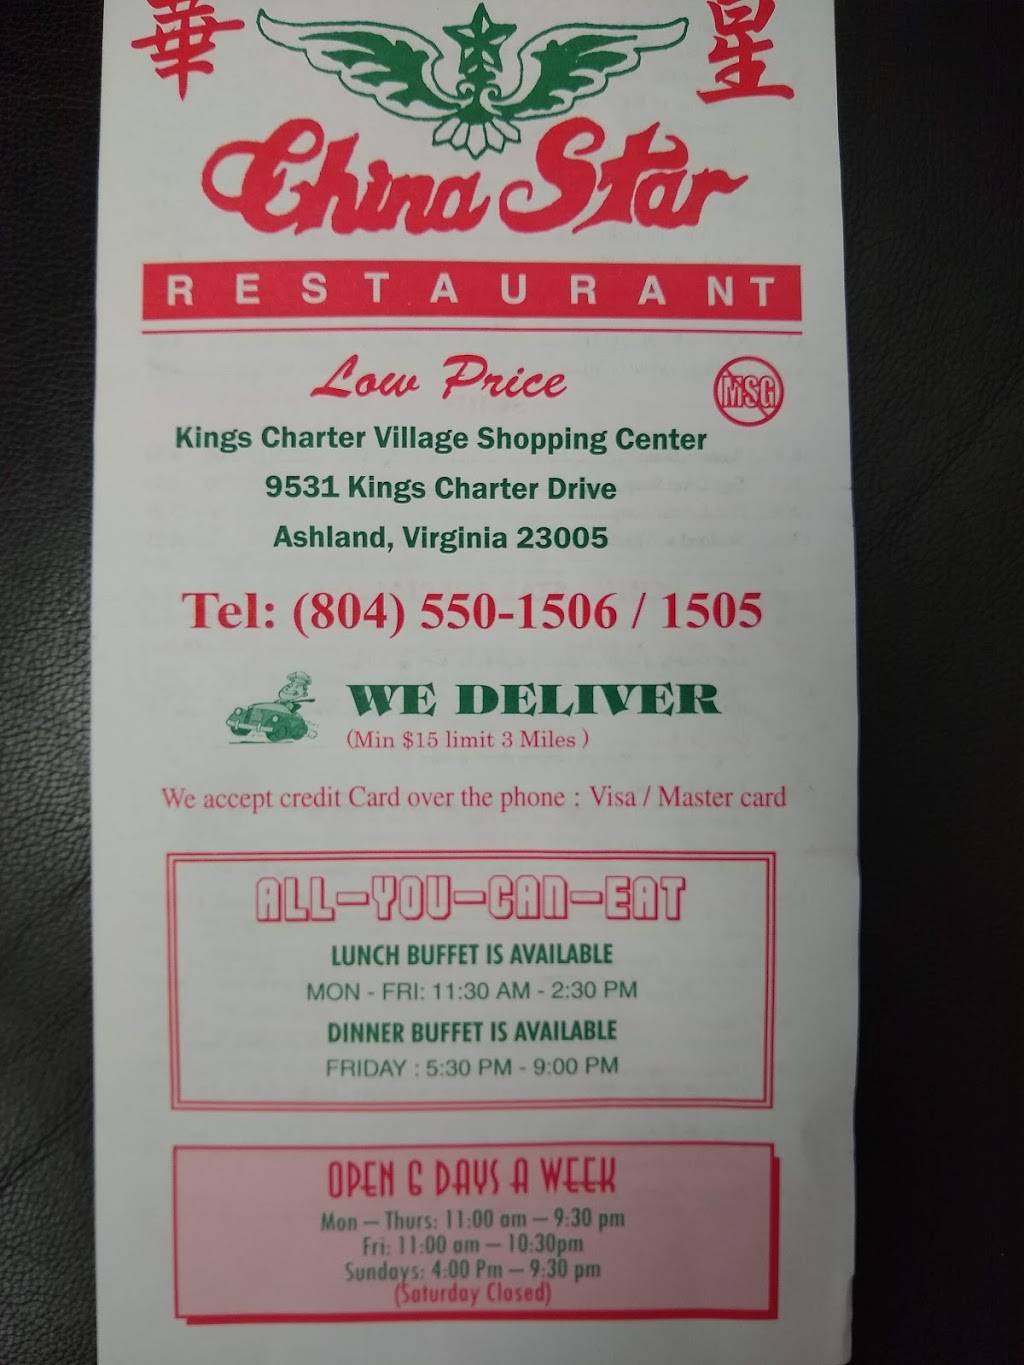 華 星
China Star
RESTAURANT
Low Price
MSG
Kings Charter Village Shopping Center
9531 Kings Charter Drive
Ashland, Virginia 23005
Tel: (804) 550-1506 / 1505
WE DELIVER
(Min $15 limit 3 Miles )
We accept credit Card over the phone : Visa / Master card
ALL-YOU-CAN-EAT
LUNCH BUFFET IS AVAILABLE
MON - FRI: 11:30 AM - 2:30 PM
DINNER BUFFET IS AVAILABLE
FRIDAY : 5:30 PM - 9:00 PM
OPEN 6 DAYS A WEEK
Mon – Thurs: 11:00 am – 9:30 pm
Fri: 11:00 am – 10:30pm
Sundays: 4:00 Pm – 9:30 pm
(Saturday Closed)